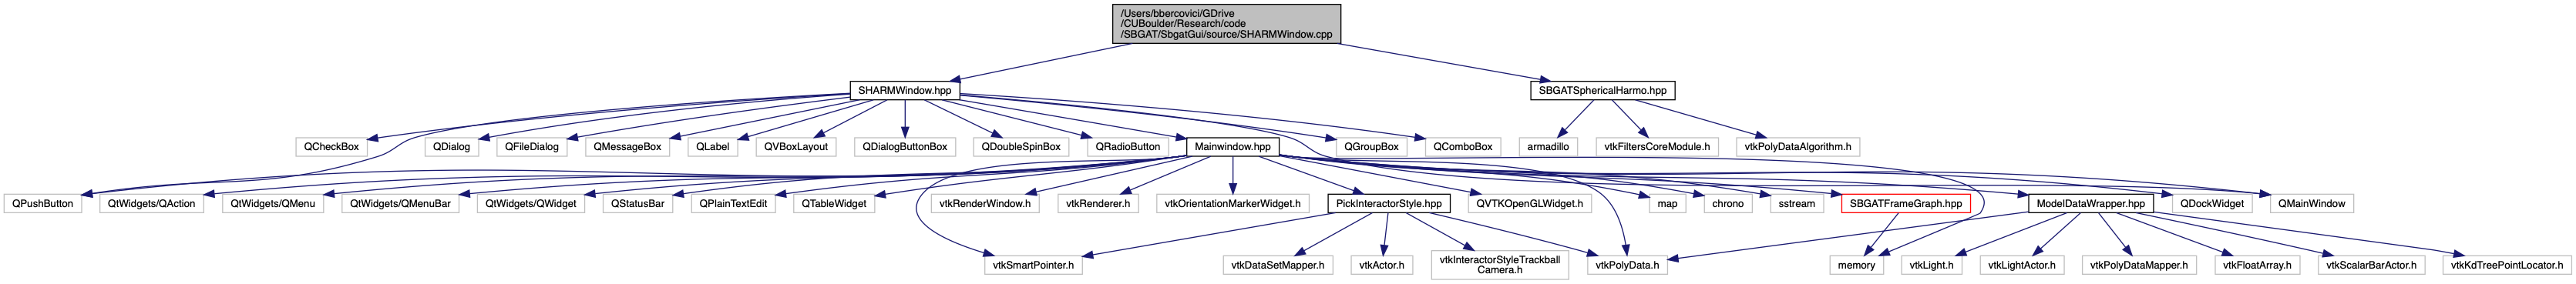 /Users/bbercovici/GDrive
/CUBoulder/Research/code
/SBGAT/SbgatGui/source/SHARMWindow.cpp
SHARMWindow.hpp
SBGATSphericalHarmo.hpp
QCheckBox
QDialog
QFileDialog
QMessageBox
QLabel
QVBoxLayout
QDialogButtonBox
QDoubleSpinBox
QRadioButton
Mainwindow.hpp
QGroupBox
QComboBox
armadillo
vtkFiltersCoreModule.h
vtkPolyDataAlgorithm.h
QPushButton
QtWidgets/QAction
QtWidgets/QMenu
QtWidgets/QMenuBar
QtWidgets/QWidget
QStatusBar
QPlainTextEdit
QTableWidget
vtkRenderWindow.h
vtkRenderer.h
vtkOrientationMarkerWidget.h
PickInteractorStyle.hpp
QVTKOpenGLWidget.h
map
chrono
sstream
SBGATFrameGraph.hpp
ModelDataWrapper.hpp
QDockWidget
QMainWindow
vtkSmartPointer.h
vtkDataSetMapper.h
vtkActor.h
vtkInteractorStyleTrackball
Camera.h
vtkPolyData.h
memory
vtkLight.h
vtkLightActor.h
vtkPolyDataMapper.h
vtkFloatArray.h
vtkScalarBarActor.h
vtkKdTreePointLocator.h